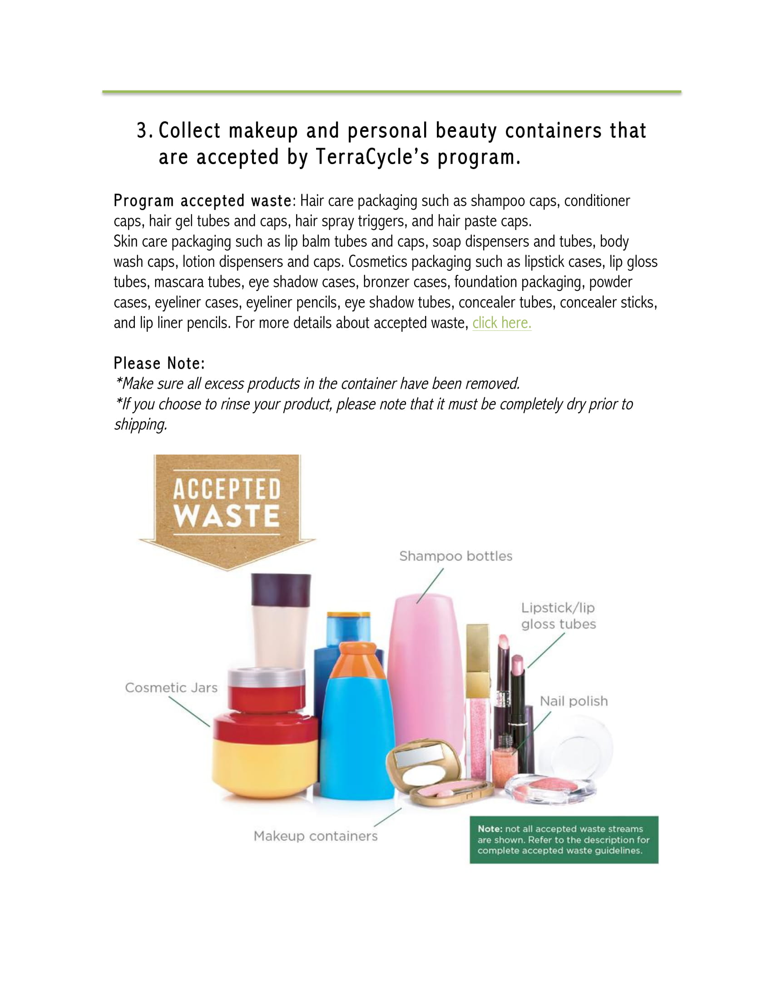 3. Collect makeup and personal beauty containers that
are accepted by TerraCycle’s program.
Program accepted waste: Hair care packaging such as shampoo caps, conditioner
caps, hair gel tubes and caps, hair spray triggers, and hair paste caps.
Skin care packaging such as lip balm tubes and caps, soap dispensers and tubes, body
wash caps, lotion dispensers and caps. Cosmetics packaging such as lipstick cases, lip gloss
tubes, mascara tubes, eye shadow cases, bronzer cases, foundation packaging, powder
cases, eyeliner cases, eyeliner pencils, eye shadow tubes, concealer tubes, concealer sticks,
and lip liner pencils. For more details about accepted waste, click here.
Please Note:
*Make sure all excess products in the container have been removed.
*If you choose to rinse your product, please note that it must be completely dry prior to
shipping.
ACCEPTED
WASTE
Shampoo bottles
Lipstick/lip
gloss tubes
Cosmetic Jars
Nail polish
Makeup containers
Note: not all accepted waste streams
are shown. Refer to the description for
complete accepted waste guidelines.